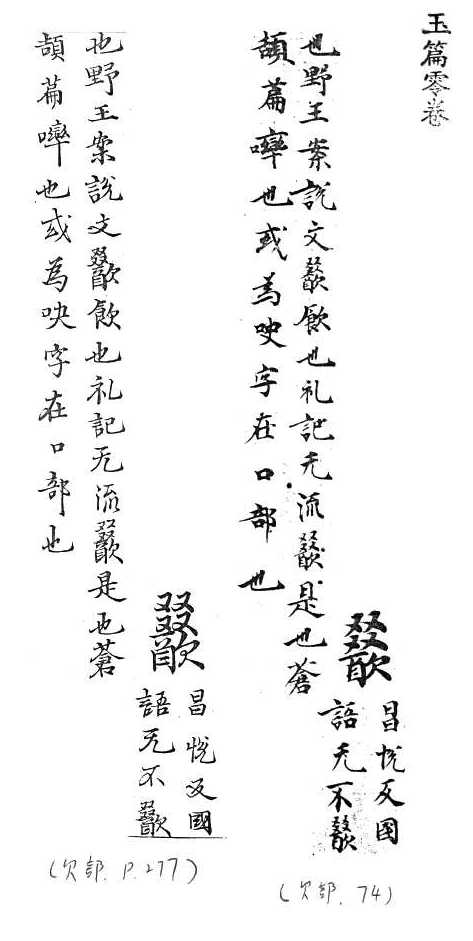 玉篇零卷
歠
昌悅反國
語无不歠
也野王案説文歠飲也礼記无流歠是也蒼
頡篇啐也或為吷字在口部也
(欠部, 74)
歠
昌悅反國
語无不歠
也野王案説文歠飲也礼記无流歠是也蒼
頡篇啐也或為吷字在口部也
(欠部, P.277)